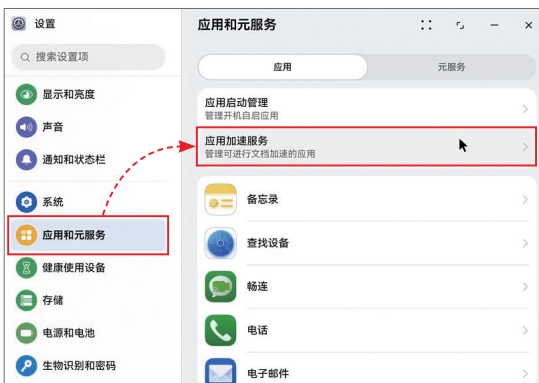 设置
搜索设置项
显示和亮度
声音
通知和状态栏
系统
应用和元服务
健康使用设备
存储
电源和电池
生物识别和密码
应用和元服务
应用
元服务
应用启动管理
管理开机自启应用
应用加速服务
管理可进行文档加速的应用
备忘录
查找设备
畅连
电话
电子邮件